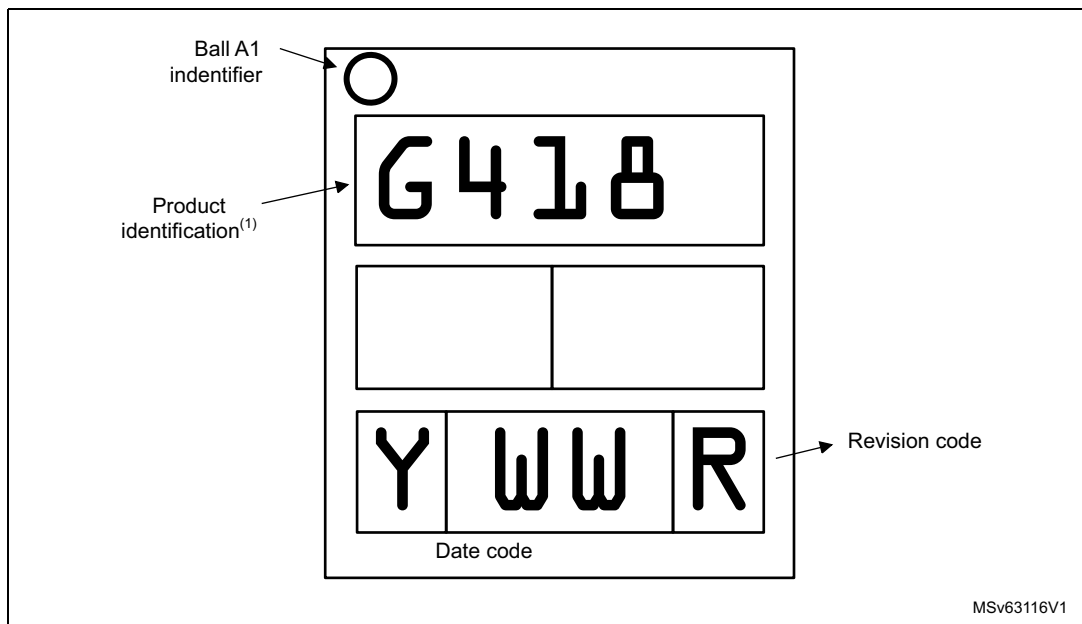 Ball A1
indentifier
G418
Product
identification(1)
Y WW R
Revision code
Date code
MSv63116V1